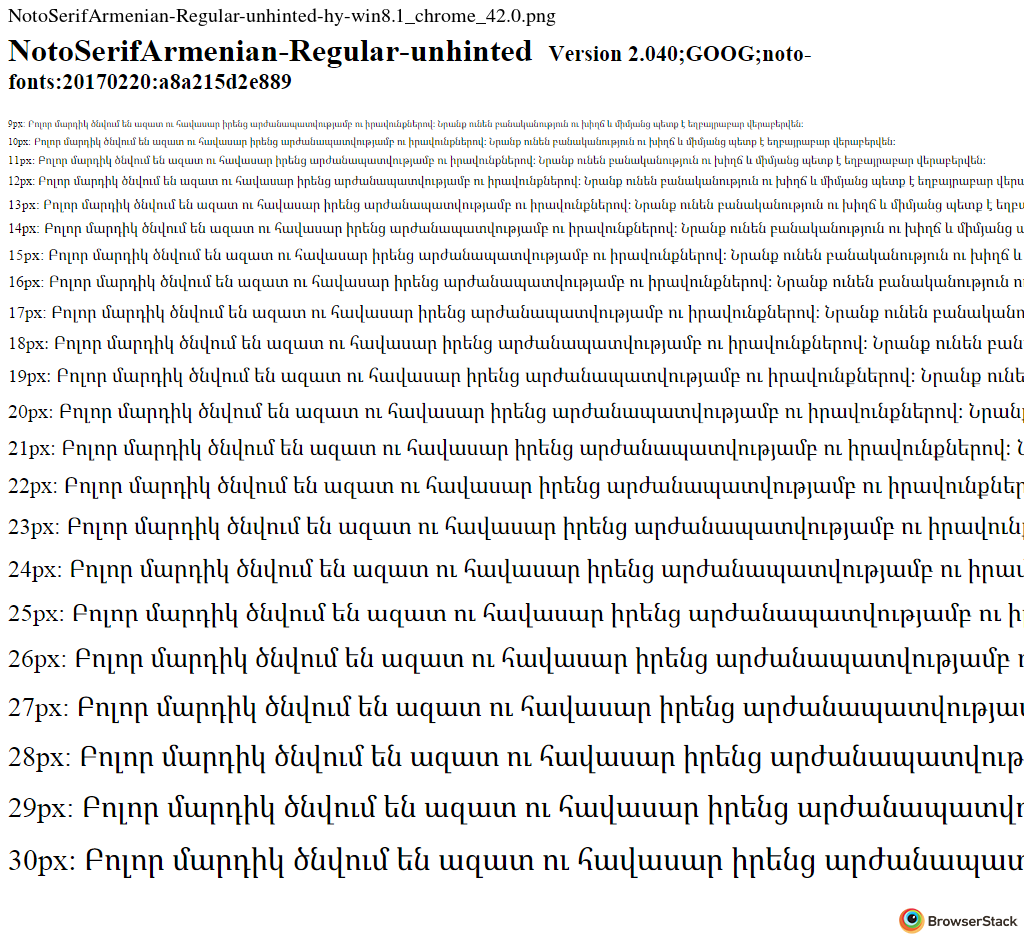 NotoSerifArmenian-Regular-unhinted-hy-win8.1_chrome_42.0.png
NotoSerifArmenian-Regular-unhinted Version 2.040;GOOG;noto-
fonts:20170220:a8a215d2e889
9px: Բոլոր մարդիկ ծնվում են ազատ ու հավասար իրենց արժանապատվությամբ ու իրավունքներով: Նրանք ունեն բանականություն ու խիղճ և միմյանց պետք է եղբայրաբար վերաբերվեն:
10px: Բոլոր մարդիկ ծնվում են ազատ ու հավասար իրենց արժանապատվությամբ ու իրավունքներով: Նրանք ունեն բանականություն ու խիղճ և միմյանց պետք է եղբայրաբար վերաբերվեն:
11px: Բոլոր մարդիկ ծնվում են ազատ ու հավասար իրենց արժանապատվությամբ ու իրավունքներով: Նրանք ունեն բանականություն ու խիղճ և միմյանց պետք է եղբայրաբար վերաբերվեն:
12px: Բոլոր մարդիկ ծնվում են ազատ ու հավասար իրենց արժանապատվությամբ ու իրավունքներով: Նրանք ունեն բանականություն ու խիղճ և միմյանց պետք է եղբայրաբար վերա
13px: Բոլոր մարդիկ ծնվում են ազատ ու հավասար իրենց արժանապատվությամբ ու իրավունքներով: Նրանք ունեն բանականություն ու խիղճ և միմյանց պետք է եղբ
14px: Բոլոր մարդիկ ծնվում են ազատ ու հավասար իրենց արժանապատվությամբ ու իրավունքներով: Նրանք ունեն բանականություն ու խիղճ և միմյանց
15px: Բոլոր մարդիկ ծնվում են ազատ ու հավասար իրենց արժանապատվությամբ ու իրավունքներով: Նրանք ունեն բանականություն ու խիղճ և
16px: Բոլոր մարդիկ ծնվում են ազատ ու հավասար իրենց արժանապատվությամբ ու իրավունքներով: Նրանք ունեն բանականություն ո
17px: Բոլոր մարդիկ ծնվում են ազատ ու հավասար իրենց արժանապատվությամբ ու իրավունքներով: Նրանք ունեն բանականո
18px: Բոլոր մարդիկ ծնվում են ազատ ու հավասար իրենց արժանապատվությամբ ու իրավունքներով: Նրանք ունեն բան
19px: Բոլոր մարդիկ ծնվում են ազատ ու հավասար իրենց արժանապատվությամբ ու իրավունքներով: Նրանք ունե
20px: Բոլոր մարդիկ ծնվում են ազատ ու հավասար իրենց արժանապատվությամբ ու իրավունքներով: Նրան
21px: Բոլոր մարդիկ ծնվում են ազատ ու հավասար իրենց արժանապատվությամբ ու իրավունքներով: Ն
22px: Բոլոր մարդիկ ծնվում են ազատ ու հավասար իրենց արժանապատվությամբ ու իրավունքներ
23px: Բոլոր մարդիկ ծնվում են ազատ ու հավասար իրենց արժանապատվությամբ ու իրավուն
24px: Բոլոր մարդիկ ծնվում են ազատ ու հավասար իրենց արժանապատվությամբ ու իրավ
25px: Բոլոր մարդիկ ծնվում են ազատ ու հավասար իրենց արժանապատվությամբ ու ի
26px: Բոլոր մարդիկ ծնվում են ազատ ու հավասար իրենց արժանապատվությամբ
27px: Բոլոր մարդիկ ծնվում են ազատ ու հավասար իրենց արժանապատվությա
28px: Բոլոր մարդիկ ծնվում են ազատ ու հավասար իրենց արժանապատվութ
29px: Բոլոր մարդիկ ծնվում են ազատ ու հավասար իրենց արժանապատվ
30px: Բոլոր մարդիկ ծնվում են ազատ ու հավասար իրենց արժանապատ
BrowserStack